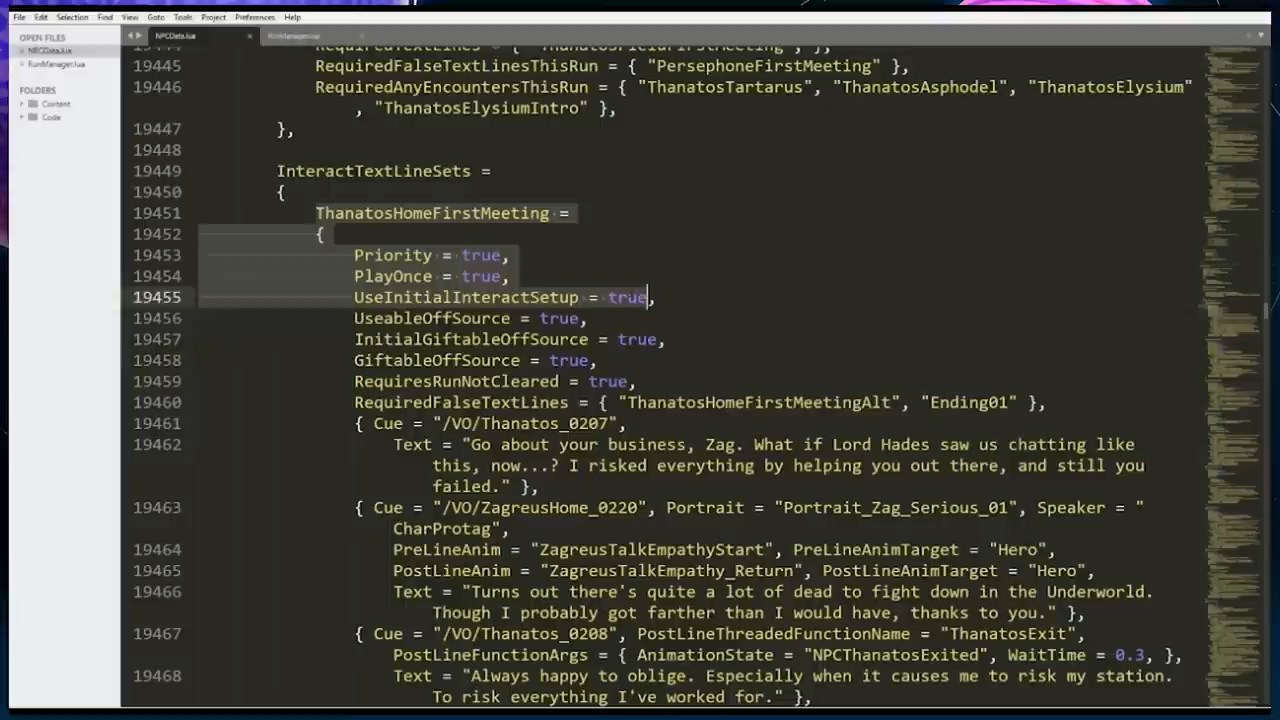 File Edit Selection Find View Goto Tools Project Preferences Help
OPEN FILES
NPCData.lua
RunManager.lua
FOLDERS
Content
Code
NPCData.lua
RunManager.lua
19445 RequiredFalseTextLinesThisRun = { "PersephoneFirstMeeting" },
19446 RequiredAnyEncountersThisRun = { "ThanatosTartarus", "ThanatosAsphodel", "ThanatosElysium"
, "ThanatosElysiumIntro" },
19447 },
19448
19449 InteractTextLineSets =
19450 {
19451 ThanatosHomeFirstMeeting =
19452 {
19453 Priority = true,
19454 PlayOnce = true,
19455 UseInitialInteractSetup = true,
19456 UseableOffSource = true,
19457 InitialGiftableOffSource = true,
19458 GiftableOffSource = true,
19459 RequiresRunNotCleared = true,
19460 RequiredFalseTextLines = { "ThanatosHomeFirstMeetingAlt", "Ending01" },
19461 { Cue = "/VO/Thanatos_0207",
19462 Text = "Go about your business, Zag. What if Lord Hades saw us chatting like
this, now...? I risked everything by helping you out there, and still you
failed." },
19463 { Cue = "/VO/ZagreusHome_0220", Portrait = "Portrait_Zag_Serious_01", Speaker = "
CharProtag",
19464 PreLineAnim = "ZagreusTalkEmpathyStart", PreLineAnimTarget = "Hero",
19465 PostLineAnim = "ZagreusTalkEmpathy_Return", PostLineAnimTarget = "Hero",
19466 Text = "Turns out there's quite a lot of dead to fight down in the Underworld.
Though I probably got farther than I would have, thanks to you." },
19467 { Cue = "/VO/Thanatos_0208", PostLineThreadedFunctionName = "ThanatosExit",
PostLineFunctionArgs = { AnimationState = "NPCThanatosExited", WaitTime = 0.3, },
19468 Text = "Always happy to oblige. Especially when it causes me to risk my station.
To risk everything I've worked for." },